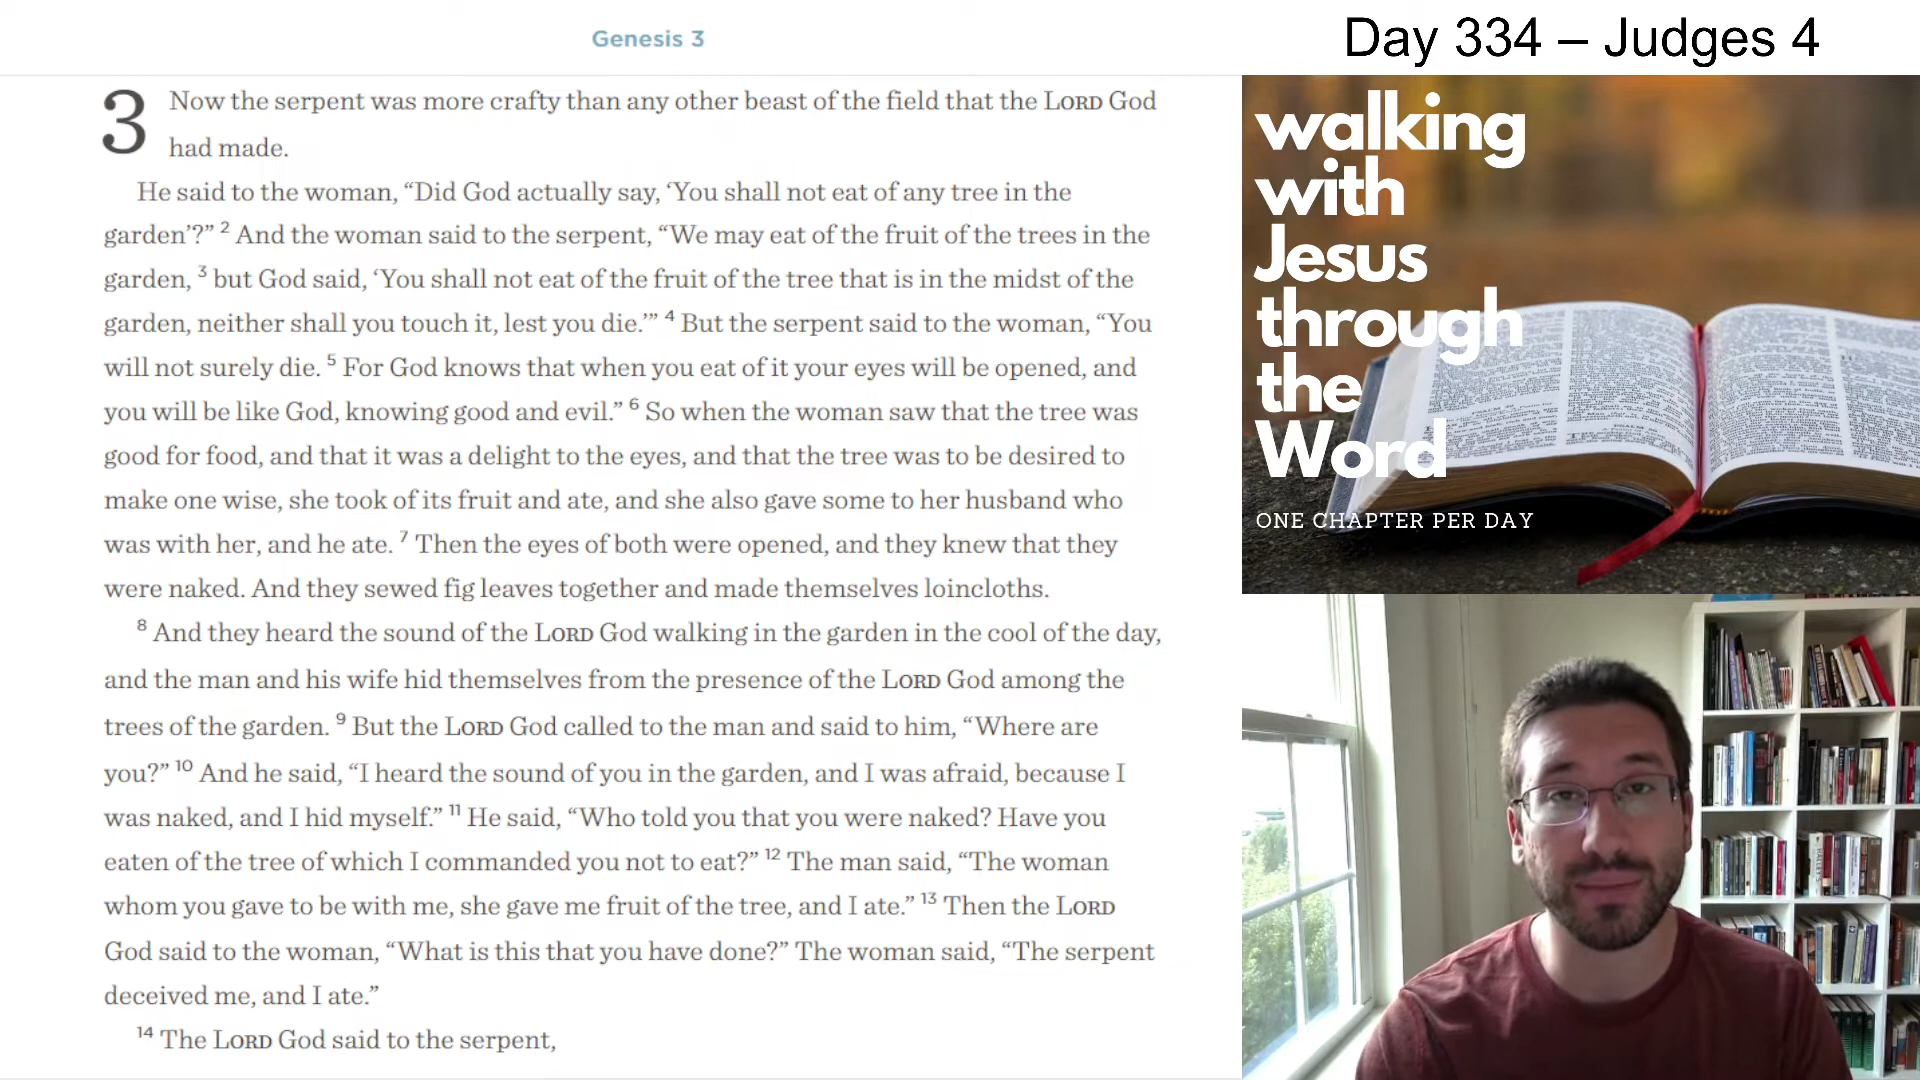 Genesis 3
Day 334 – Judges 4
3 Now the serpent was more crafty than any other beast of the field that the LORD God
had made.
He said to the woman, “Did God actually say, ‘You shall not eat of any tree in the
garden’?” 2 And the woman said to the serpent, “We may eat of the fruit of the trees in the
garden, 3 but God said, ‘You shall not eat of the fruit of the tree that is in the midst of the
garden, neither shall you touch it, lest you die.’” 4 But the serpent said to the woman, “You
will not surely die. 5 For God knows that when you eat of it your eyes will be opened, and
you will be like God, knowing good and evil.” 6 So when the woman saw that the tree was
good for food, and that it was a delight to the eyes, and that the tree was to be desired to
make one wise, she took of its fruit and ate, and she also gave some to her husband who
was with her, and he ate. 7 Then the eyes of both were opened, and they knew that they
were naked. And they sewed fig leaves together and made themselves loincloths.
8 And they heard the sound of the LORD God walking in the garden in the cool of the day,
and the man and his wife hid themselves from the presence of the LORD God among the
trees of the garden. 9 But the LORD God called to the man and said to him, “Where are
you?” 10 And he said, “I heard the sound of you in the garden, and I was afraid, because I
was naked, and I hid myself.” 11 He said, “Who told you that you were naked? Have you
eaten of the tree of which I commanded you not to eat?” 12 The man said, “The woman
whom you gave to be with me, she gave me fruit of the tree, and I ate.” 13 Then the LORD
God said to the woman, “What is this that you have done?” The woman said, “The serpent
deceived me, and I ate.”
14 The LORD God said to the serpent,
walking
with
Jesus
through
the
Word
ONE CHAPTER PER DAY